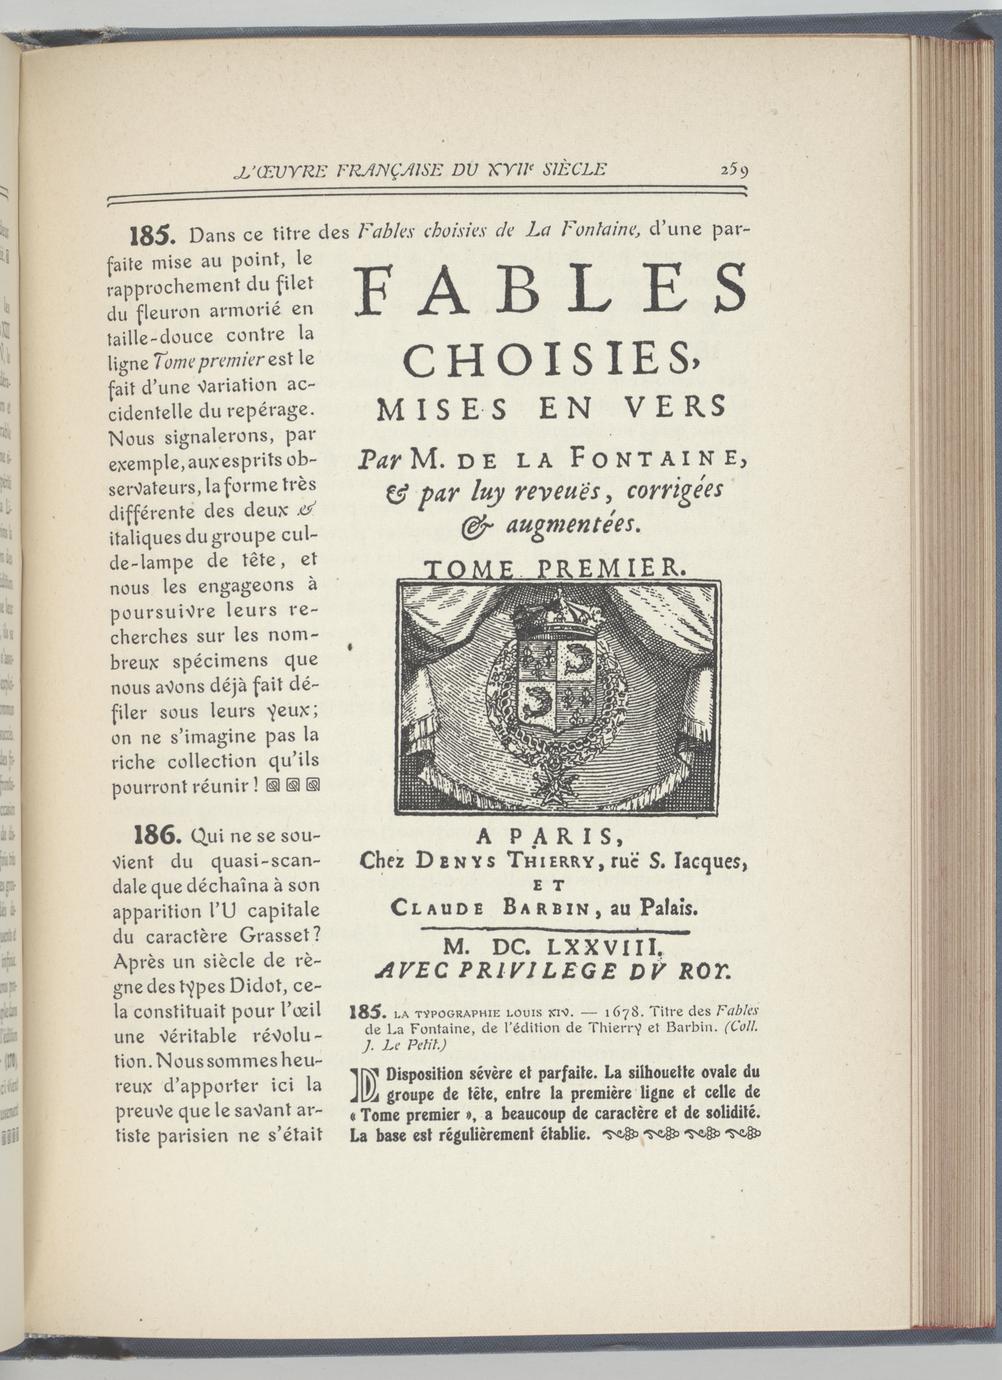 L'ŒUVRE FRANÇAISE DU XVIIe SIÈCLE 259
185. Dans ce titre des Fables choisies de La Fontaine, d'une par-
faite mise au point, le
rapprochement du filet
du fleuron armorié en
taille-douce contre la
ligne Tome premier est le
fait d'une variation ac-
cidentelle du repérage.
Nous signalerons, par
exemple, aux esprits ob-
servateurs, la forme très
différente des deux &
italiques du groupe cul-
de-lampe de tête, et
nous les engageons à
poursuivre leurs re-
cherches sur les nom-
breux spécimens que
nous avons déjà fait dé-
filer sous leurs yeux;
on ne s'imagine pas la
riche collection qu'ils
pourront réunir!
186. Qui ne se sou-
vient du quasi-scan-
dale que déchaîna à son
apparition l'U capitale
du caractère Grasset?
Après un siècle de rè-
gne des types Didot, ce-
la constituait pour l'œil
une véritable révolu-
tion. Nous sommes heu-
reux d'apporter ici la
preuve que le savant ar-
tiste parisien ne s'était
FABLES
CHOISIES,
MISES EN VERS
Par M. DE LA FONTAINE,
& par luy reveuës, corrigées
& augmentées.
TOME PREMIER.
A PARIS,
Chez DENYS THIERRY, ruë S. Iacques,
ET
CLAUDE BARBIN, au Palais.
M. DC. LXXVIII.
AVEC PRIVILEGE DV ROY.
185. LA TYPOGRAPHIE LOUIS XIV. — 1678. Titre des Fables
de La Fontaine, de l'édition de Thierry et Barbin. (Coll.
J. Le Petit.)
D Disposition sévère et parfaite. La silhouette ovale du
groupe de tête, entre la première ligne et celle de
« Tome premier », a beaucoup de caractère et de solidité.
La base est régulièrement établie.